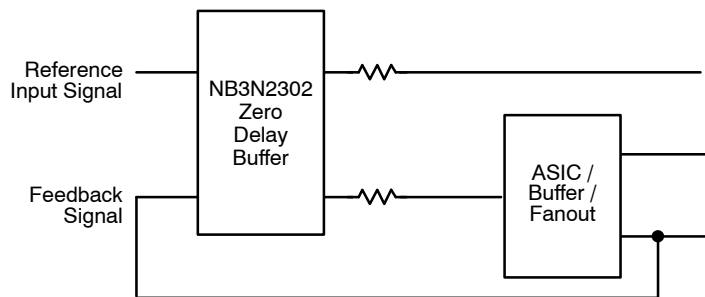 Reference
Input Signal
NB3N2302
Zero
Delay
Buffer
Feedback
Signal
ASIC /
Buffer /
Fanout